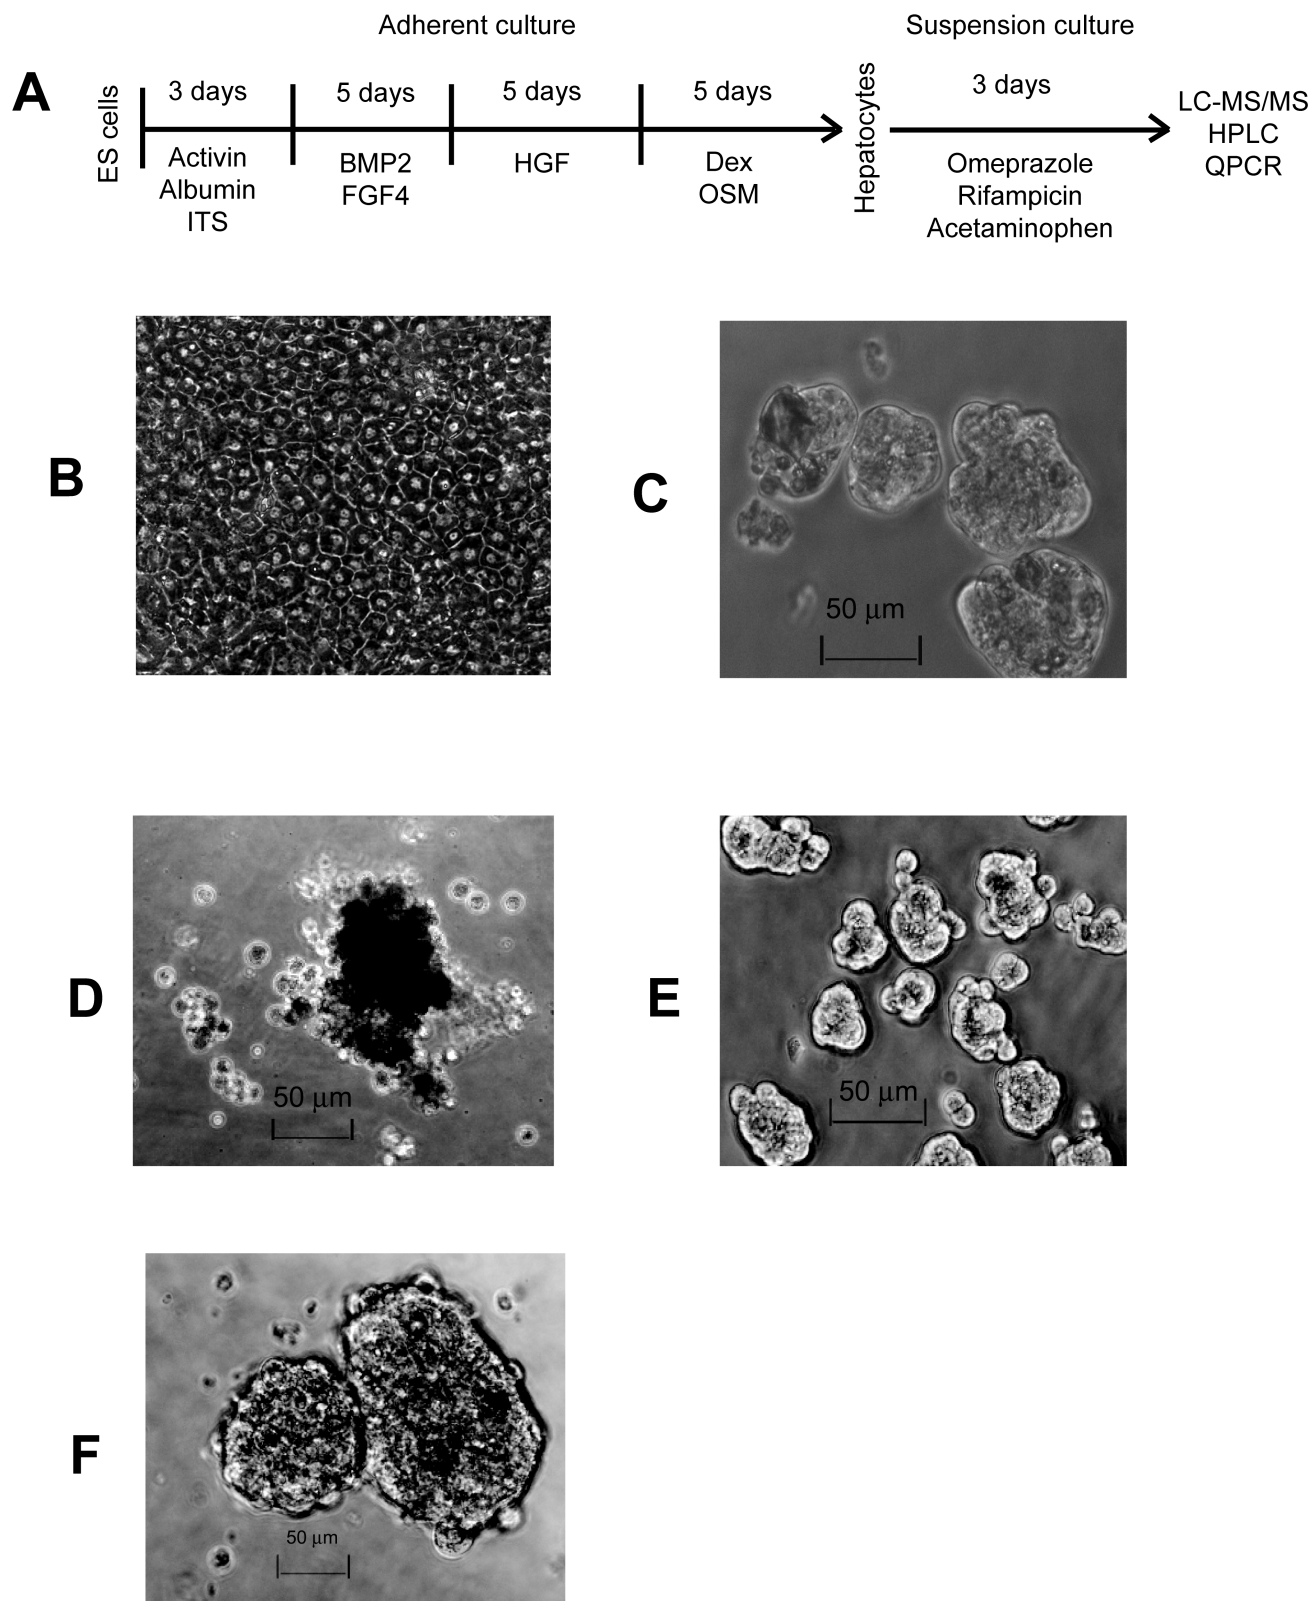 Adherent culture
Suspension culture
A
ES cells
3 days
5 days
5 days
5 days
Hepatocytes
3 days
Activin
Albumin
ITS
BMP2
FGF4
HGF
Dex
OSM
Omeprazole
Rifampicin
Acetaminophen
LC-MS/MS
HPLC
QPCR
B
C
50 μm
D
50 μm
E
50 μm
F
50 μm